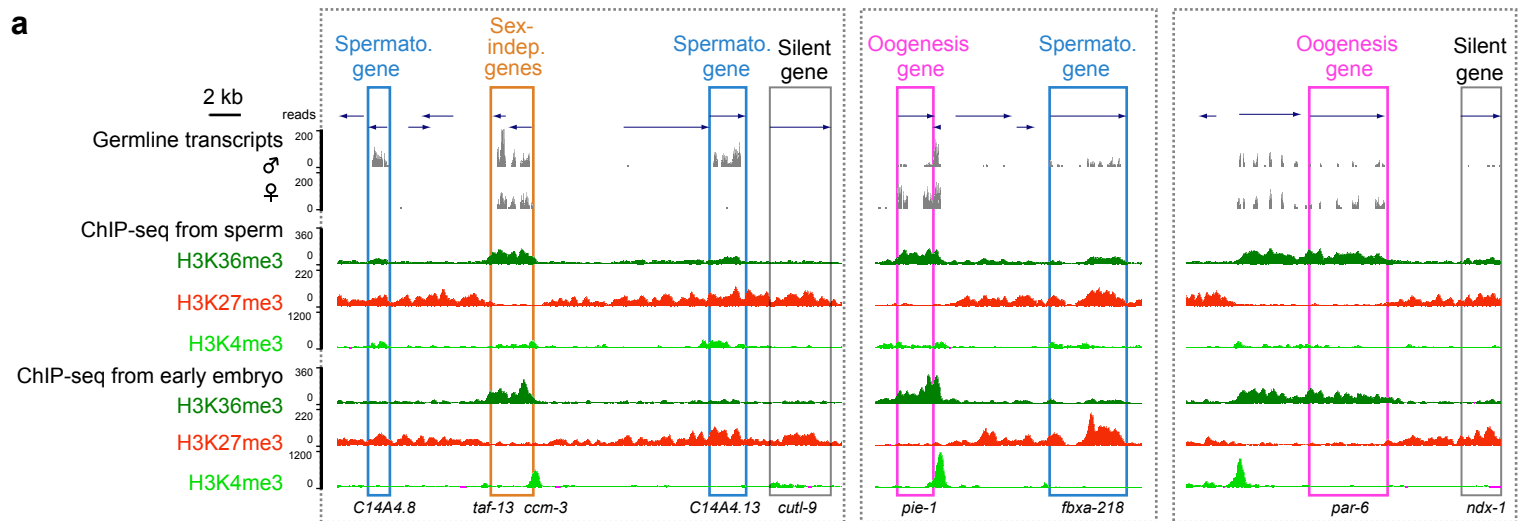 a
Spermato.
gene
Sex-
indep.
genes
Spermato.
gene
Silent
gene
Oogenesis
gene
Spermato.
gene
Oogenesis
gene
Silent
gene
2 kb
reads
Germline transcripts
200
♂
0
200
♀
0
ChIP-seq from sperm
360
H3K36me3
0
220
H3K27me3
0
1200
H3K4me3
0
ChIP-seq from early embryo
360
H3K36me3
0
220
H3K27me3
0
1200
H3K4me3
0
C14A4.8 taf-13 ccm-3 C14A4.13 cutl-9 pie-1 fbxa-218 par-6 ndx-1